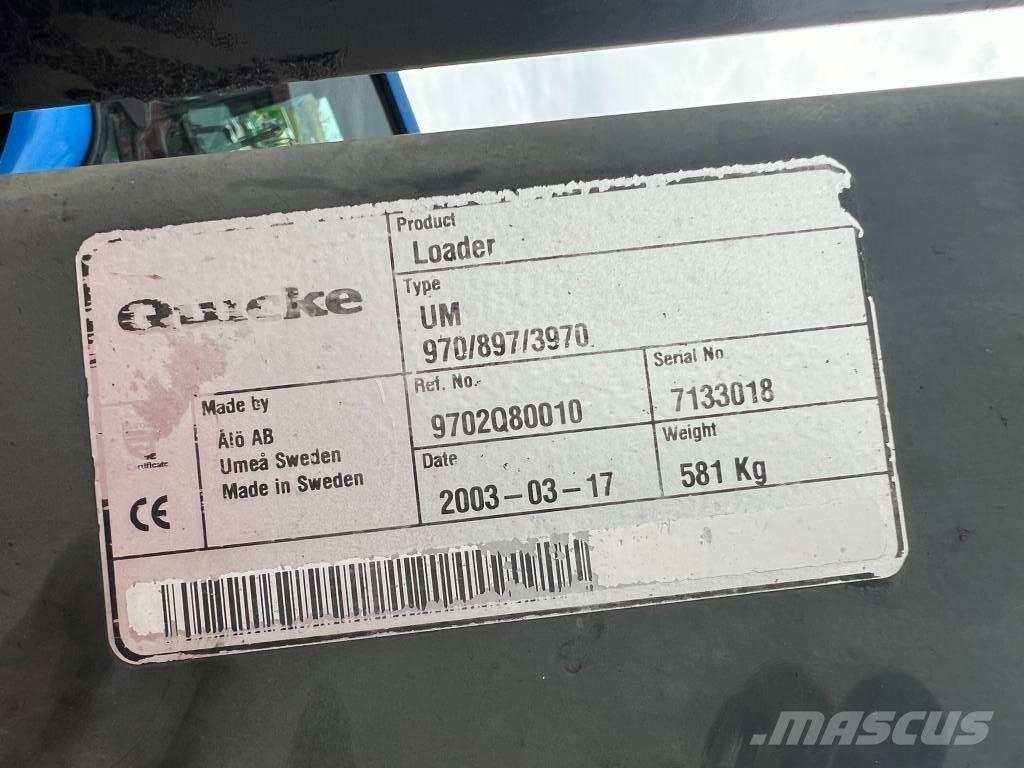 Quicke
Product
Loader
Type
UM
970/897/3970
Ref. No.
9702Q80010
Serial No
7133018
Made by
Ålö AB
Umeå Sweden
Made in Sweden
Date
2003-03-17
Weight
581 Kg
CE
.MASCUS